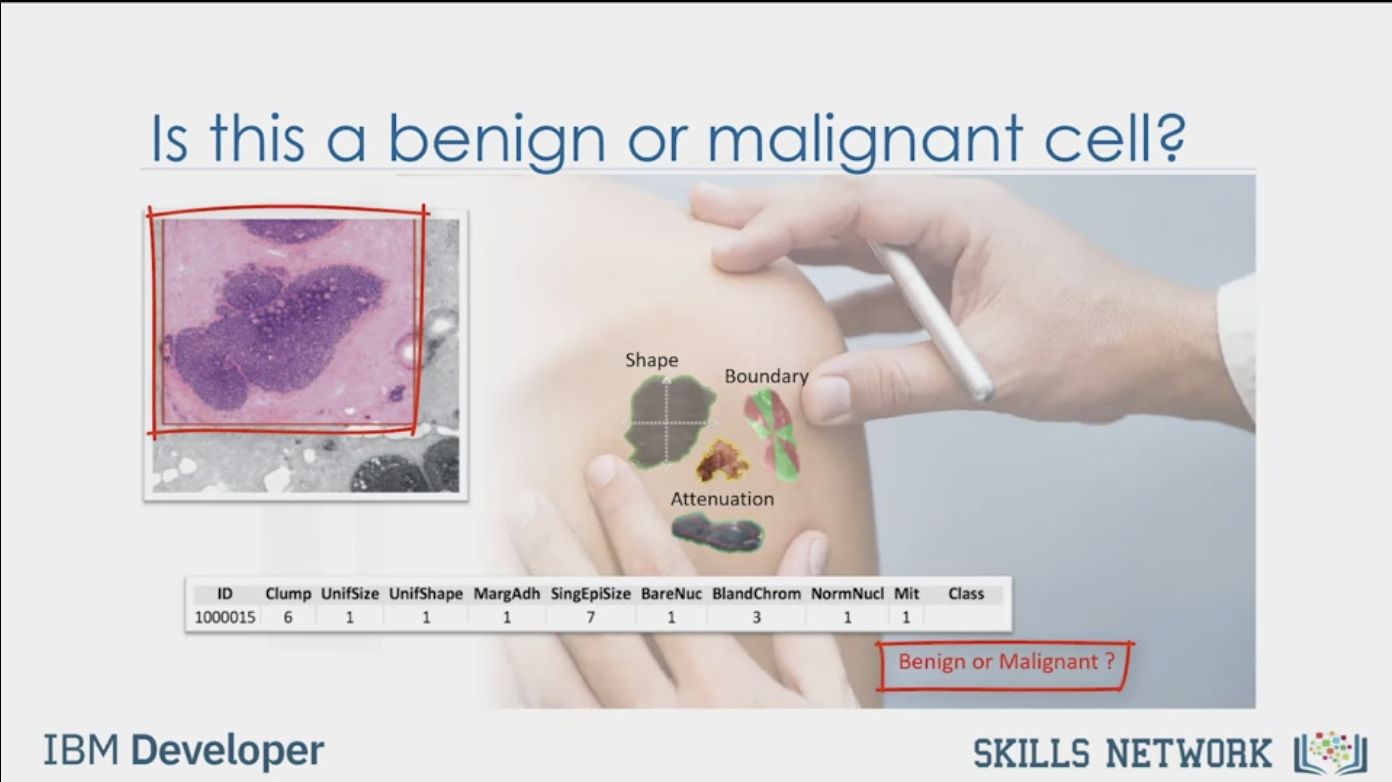 Is this a benign or malignant cell?
Shape
Boundary
Attenuation
ID Clump UnifSize UnifShape MargAdh SingEpiSize BareNuc BlandChrom NormNucl Mit Class
1000015 6 1 1 1 7 1 3 1 1
Benign or Malignant ?
IBM Developer
SKILLS NETWORK